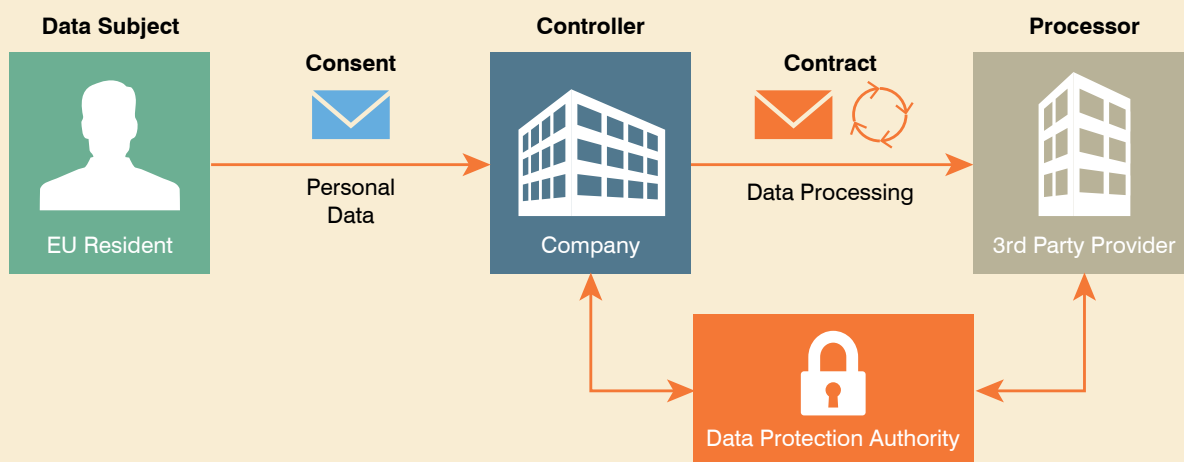 Data Subject
Controller
Processor
Consent
Contract
Personal
Data
Data Processing
EU Resident
Company
3rd Party Provider
Data Protection Authority